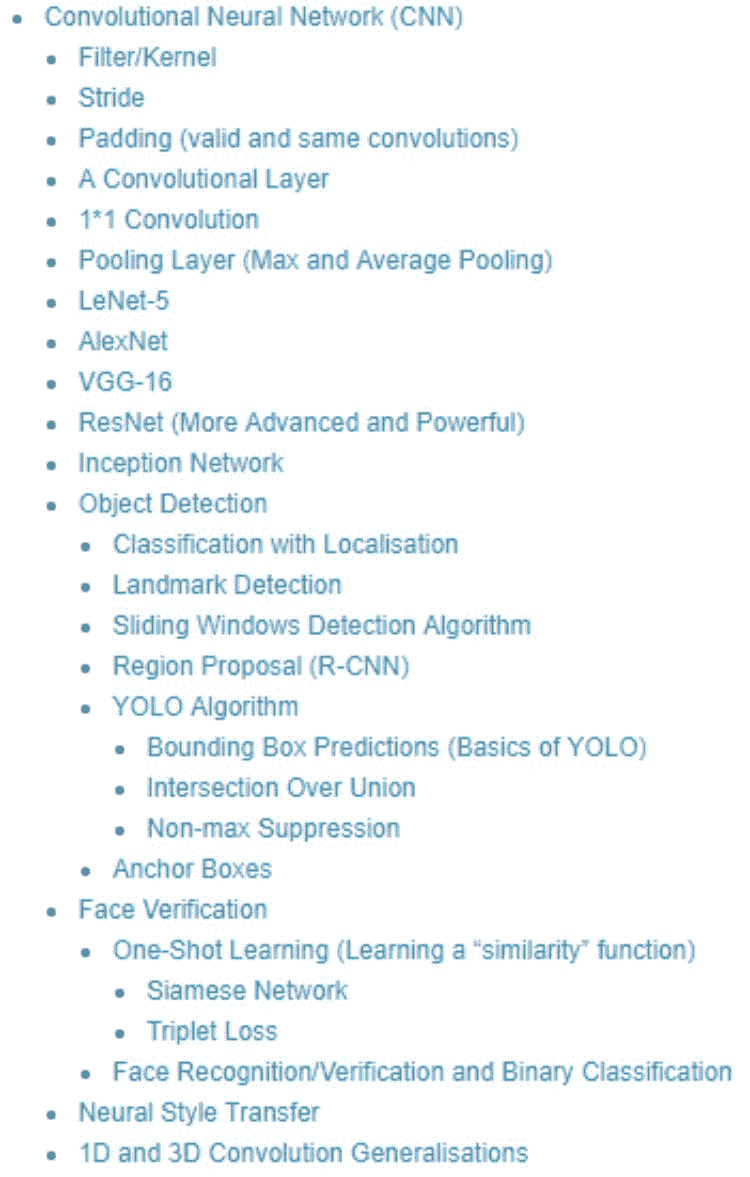 Convolutional Neural Network (CNN)
Filter/Kernel
Stride
Padding (valid and same convolutions)
A Convolutional Layer
1*1 Convolution
Pooling Layer (Max and Average Pooling)
LeNet-5
AlexNet
VGG-16
ResNet (More Advanced and Powerful)
Inception Network
Object Detection
Classification with Localisation
Landmark Detection
Sliding Windows Detection Algorithm
Region Proposal (R-CNN)
YOLO Algorithm
Bounding Box Predictions (Basics of YOLO)
Intersection Over Union
Non-max Suppression
Anchor Boxes
Face Verification
One-Shot Learning (Learning a “similarity” function)
Siamese Network
Triplet Loss
Face Recognition/Verification and Binary Classification
Neural Style Transfer
1D and 3D Convolution Generalisations